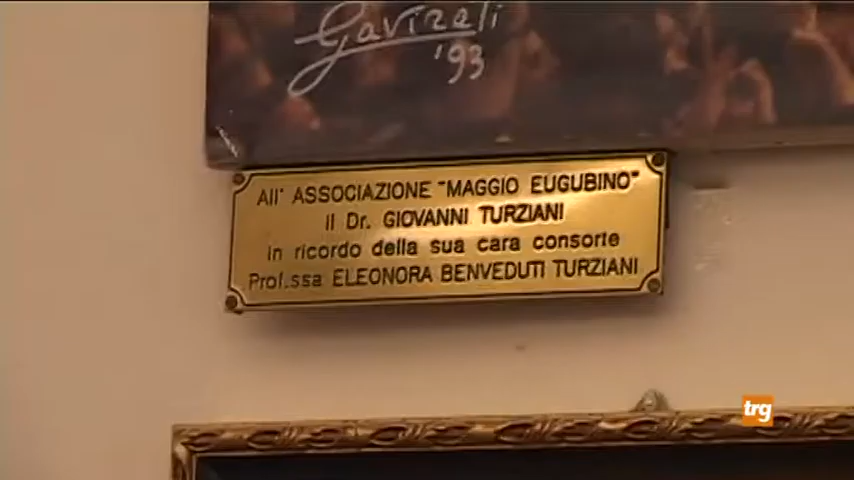 Gavirati
'93
All' ASSOCIAZIONE "MAGGIO EUGUBINO"
il Dr. GIOVANNI TURZIANI
in ricordo della sua cara consorte
Prof.ssa ELEONORA BENVEDUTI TURZIANI
trg